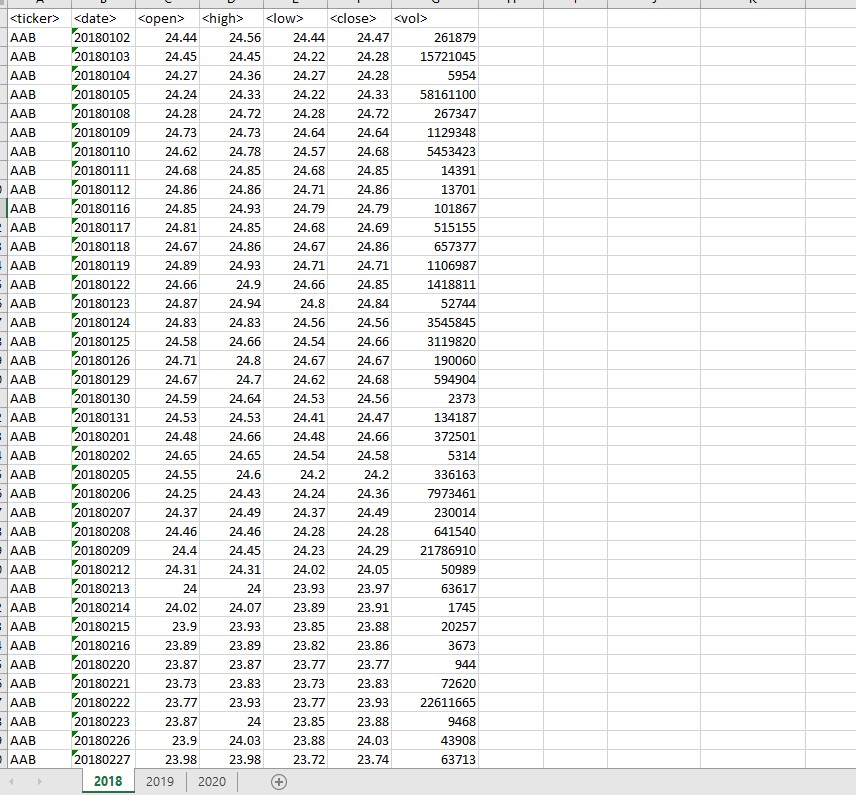 <ticker> <date> <open> <high> <low> <close> <vol>
AAB 20180102 24.44 24.56 24.44 24.47 261879
AAB 20180103 24.45 24.45 24.22 24.28 15721045
AAB 20180104 24.27 24.36 24.27 24.28 5954
AAB 20180105 24.24 24.33 24.22 24.33 58161100
AAB 20180108 24.28 24.72 24.28 24.72 267347
AAB 20180109 24.73 24.73 24.64 24.64 1129348
AAB 20180110 24.62 24.78 24.57 24.68 5453423
AAB 20180111 24.68 24.85 24.68 24.85 14391
AAB 20180112 24.86 24.86 24.71 24.86 13701
AAB 20180116 24.85 24.93 24.79 24.79 101867
AAB 20180117 24.81 24.85 24.68 24.69 515155
AAB 20180118 24.67 24.86 24.67 24.86 657377
AAB 20180119 24.89 24.93 24.71 24.71 1106987
AAB 20180122 24.66 24.9 24.66 24.85 1418811
AAB 20180123 24.87 24.94 24.8 24.84 52744
AAB 20180124 24.83 24.83 24.56 24.56 3545845
AAB 20180125 24.58 24.66 24.54 24.66 3119820
AAB 20180126 24.71 24.8 24.67 24.67 190060
AAB 20180129 24.67 24.7 24.62 24.68 594904
AAB 20180130 24.59 24.64 24.53 24.56 2373
AAB 20180131 24.53 24.53 24.41 24.47 134187
AAB 20180201 24.48 24.66 24.48 24.66 372501
AAB 20180202 24.65 24.65 24.54 24.58 5314
AAB 20180205 24.55 24.6 24.2 24.2 336163
AAB 20180206 24.25 24.43 24.24 24.36 7973461
AAB 20180207 24.37 24.49 24.37 24.49 230014
AAB 20180208 24.46 24.46 24.28 24.28 641540
AAB 20180209 24.4 24.45 24.23 24.29 21786910
AAB 20180212 24.31 24.31 24.02 24.05 50989
AAB 20180213 24 24 23.93 23.97 63617
AAB 20180214 24.02 24.07 23.89 23.91 1745
AAB 20180215 23.9 23.93 23.85 23.88 20257
AAB 20180216 23.89 23.89 23.82 23.86 3673
AAB 20180220 23.87 23.87 23.77 23.77 944
AAB 20180221 23.73 23.83 23.73 23.83 72620
AAB 20180222 23.77 23.93 23.77 23.93 22611665
AAB 20180223 23.87 24 23.85 23.88 9468
AAB 20180226 23.9 24.03 23.88 24.03 43908
AAB 20180227 23.98 23.98 23.72 23.74 63713
2018 2019 2020